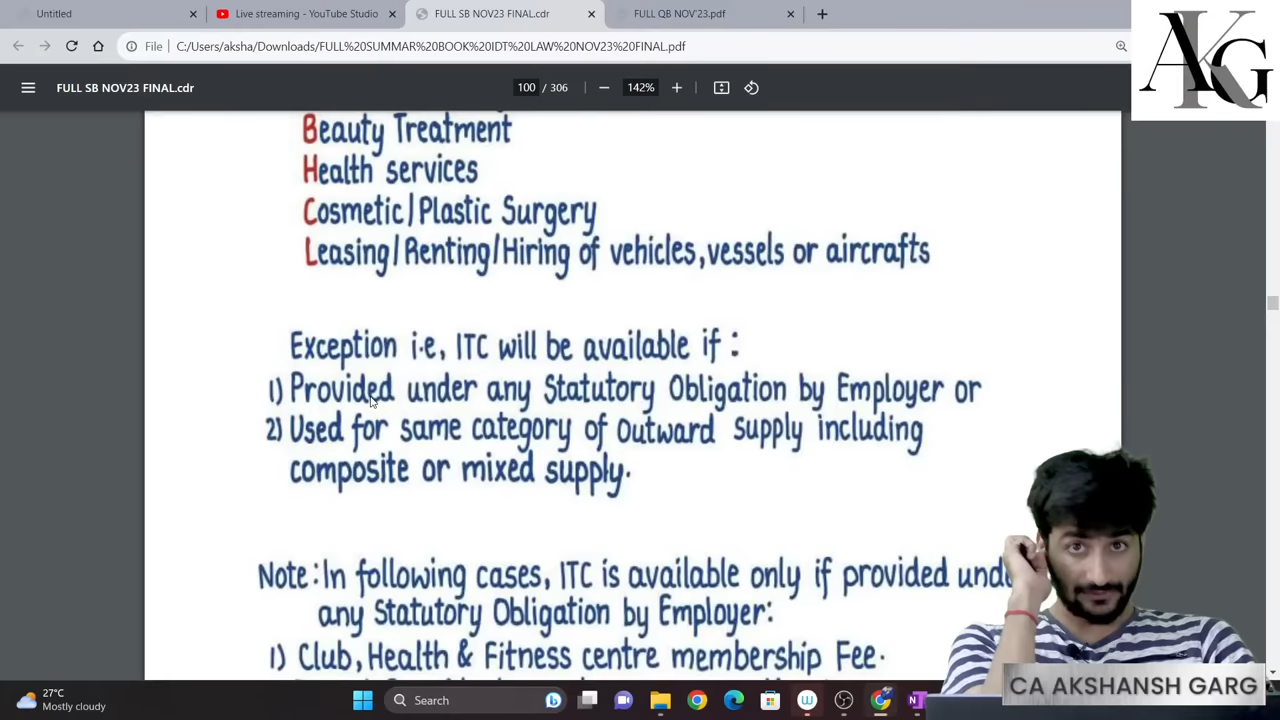 Untitled
Live streaming - YouTube Studio
FULL SB NOV23 FINAL.cdr
FULL QB NOV'23.pdf
File
C:/Users/aksha/Downloads/FULL%20SUMMAR%20BOOK%20IDT%20LAW%20NOV23%20FINAL.pdf
AKG
FULL SB NOV23 FINAL.cdr
100 / 306
142%
Beauty Treatment
Health services
Cosmetic/Plastic Surgery
Leasing/Renting/Hiring of vehicles,vessels or aircrafts
Exception i.e, ITC will be available if :
1) Provided under any Statutory Obligation by Employer or
2) Used for same category of Outward Supply including
composite or mixed supply.
Note:In following cases, ITC is available only if provided
any Statutory Obligation by Employer:
1) Club, Health & Fitness centre membership Fee.
CA AKSHANSH GARG
27°C
Mostly cloudy
Search